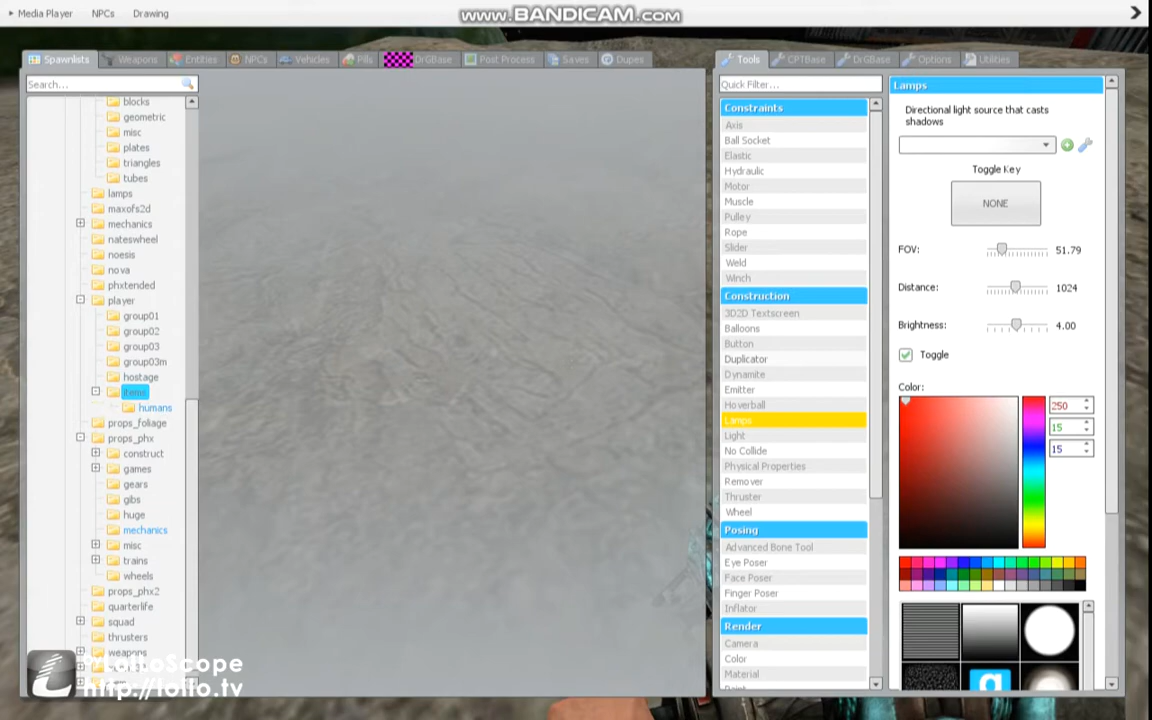 Media Player
NPCs
Drawing
www.BANDICAM.com
Spawnlists
Weapons
Entities
NPCs
Vehicles
Pills
DrGBase
Post Process
Saves
Dupes
Search...
blocks
geometric
misc
plates
triangles
tubes
lamps
maxofs2d
mechanics
nateswheel
noesis
nova
phxtended
player
group01
group02
group03
group03m
hostage
items
humans
props_foliage
props_phx
construct
games
gears
gibs
huge
mechanics
misc
trains
wheels
props_phx2
quarterlife
squad
thrusters
weapons
http://lollo.tv
Tools
CPTBase
DrGBase
Options
Utilities
Quick Filter...
Constraints
Axis
Ball Socket
Elastic
Hydraulic
Motor
Muscle
Pulley
Rope
Slider
Weld
Winch
Construction
3D2D Textscreen
Balloons
Button
Duplicator
Dynamite
Emitter
Hoverball
Lamps
Light
No Collide
Physical Properties
Remover
Thruster
Wheel
Posing
Advanced Bone Tool
Eye Poser
Face Poser
Finger Poser
Inflator
Render
Camera
Color
Material
Paint
Lamps
Directional light source that casts
shadows
Toggle Key
NONE
FOV: 51.79
Distance: 1024
Brightness: 4.00
Toggle
Color:
250
15
15